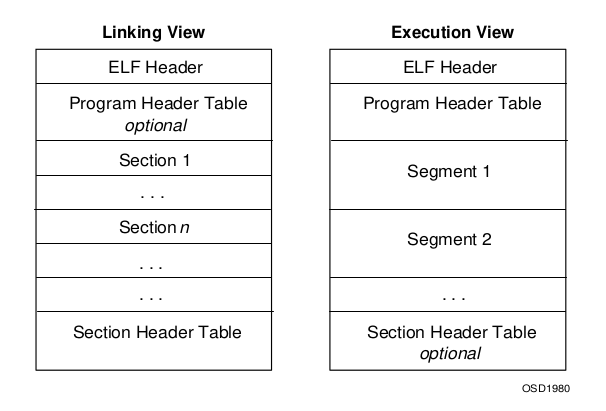 Linking View
ELF Header
Program Header Table
optional
Section 1
. . .
Section n
. . .
. . .
Section Header Table
Execution View
ELF Header
Program Header Table
Segment 1
Segment 2
. . .
Section Header Table
optional
OSD1980